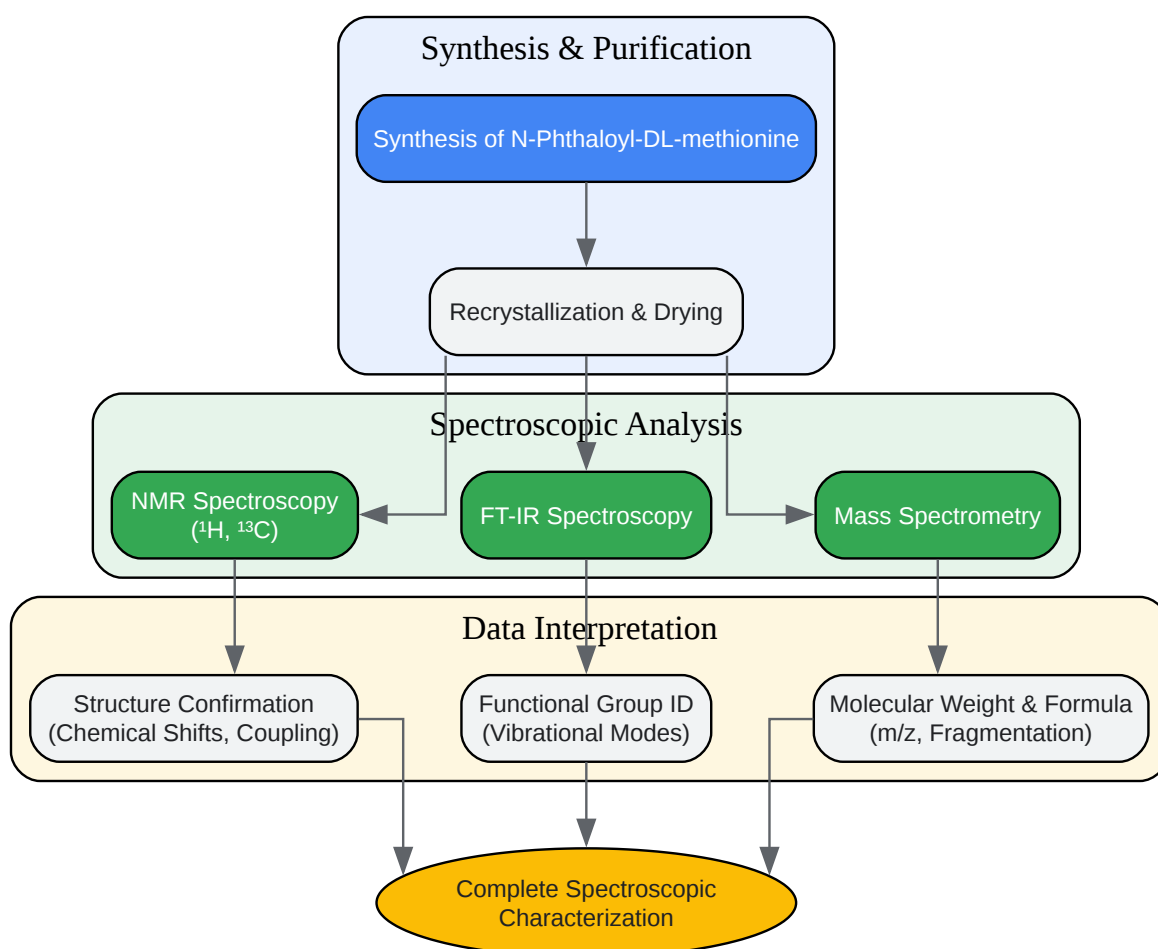 Synthesis & Purification
Synthesis of N-Phthaloyl-DL-methionine
Recrystallization & Drying
Spectroscopic Analysis
NMR Spectroscopy
(¹H, ¹³C)
FT-IR Spectroscopy
Mass Spectrometry
Data Interpretation
Structure Confirmation
(Chemical Shifts, Coupling)
Functional Group ID
(Vibrational Modes)
Molecular Weight & Formula
(m/z, Fragmentation)
Complete Spectroscopic
Characterization